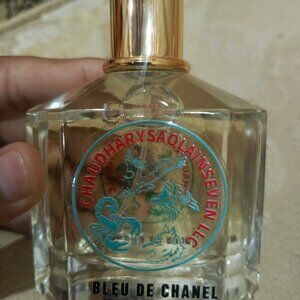 CHAUDHARYSAQLAINSEVEN LLC
BLEU DE CHANEL